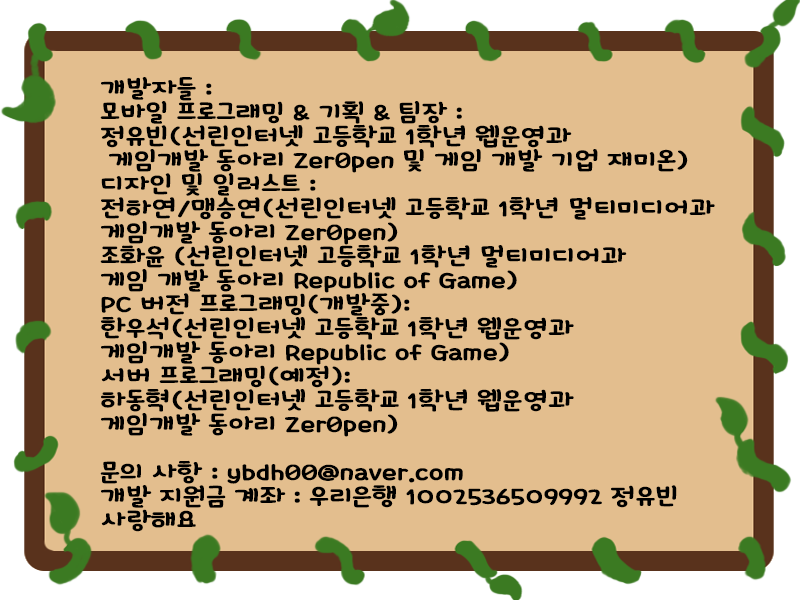 개발자들 :
모바일 프로그래밍 & 기획 & 팀장 :
정유빈(선린인터넷 고등학교 1학년 웹운영과
게임개발 동아리 Zer0pen 및 게임 개발 기업 재미온)
디자인 및 일러스트 :
전하연/맹승연(선린인터넷 고등학교 1학년 멀티미디어과
게임개발 동아리 Zer0pen)
조화윤 (선린인터넷 고등학교 1학년 멀티미디어과
게임 개발 동아리 Republic of Game)
PC 버전 프로그래밍(개발중):
한우석(선린인터넷 고등학교 1학년 웹운영과
게임개발 동아리 Republic of Game)
서버 프로그래밍(예정):
하동혁(선린인터넷 고등학교 1학년 웹운영과
게임개발 동아리 Zer0pen)
문의 사항 : ybdh00@naver.com
개발 지원금 계좌 : 우리은행 1002536509992 정유빈
사랑해요